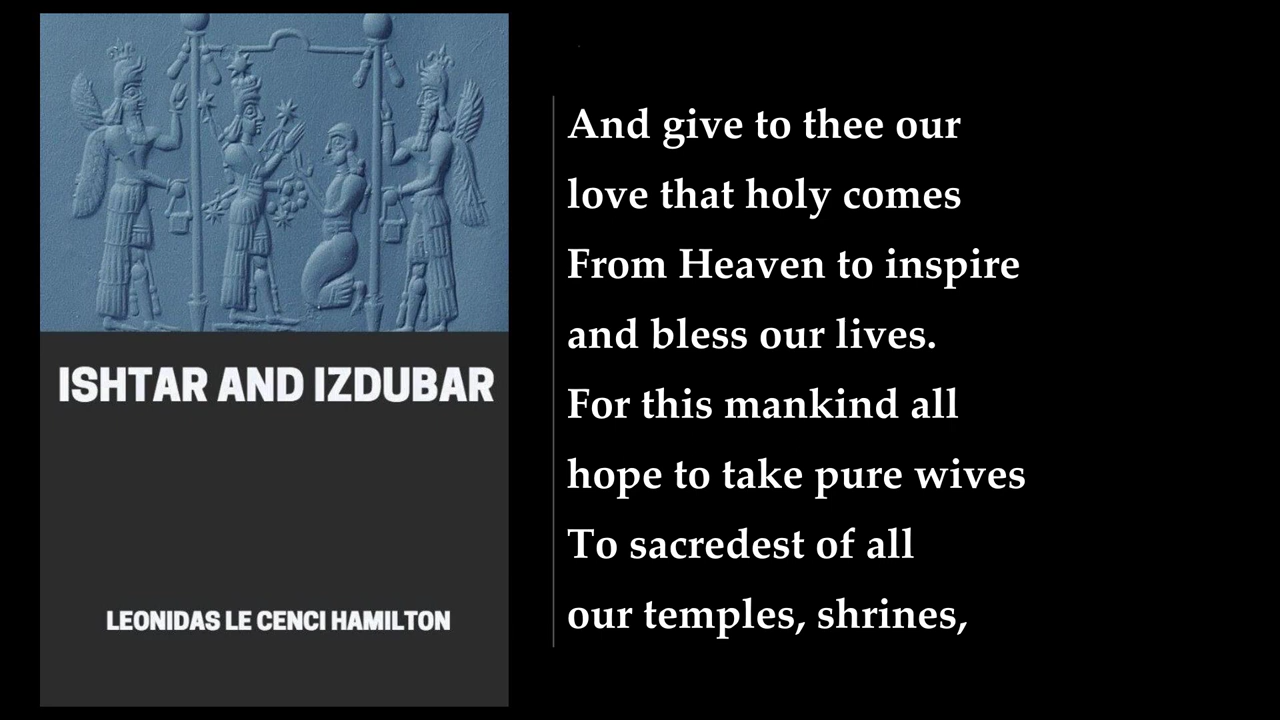 ISHTAR AND IZDUBAR
LEONIDAS LE CENCI HAMILTON
And give to thee our
love that holy comes
From Heaven to inspire
and bless our lives.
For this mankind all
hope to take pure wives
To sacredest of all
our temples, shrines,